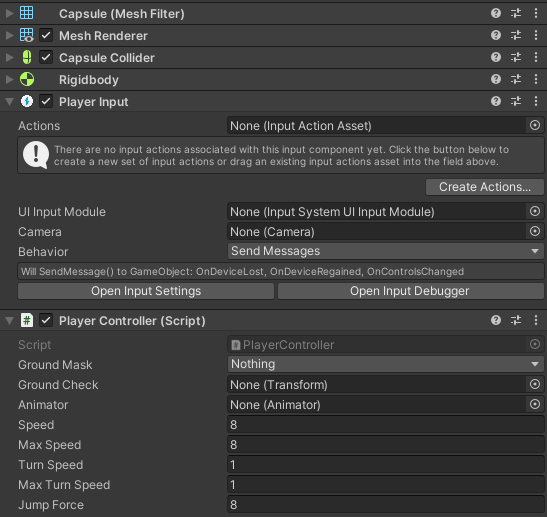 Capsule (Mesh Filter)
Mesh Renderer
Capsule Collider
Rigidbody
Player Input
Actions None (Input Action Asset)
There are no input actions associated with this input component yet. Click the button below to
create a new set of input actions or drag an existing input actions asset into the field above.
Create Actions...
UI Input Module None (Input System UI Input Module)
Camera None (Camera)
Behavior Send Messages
Will SendMessage() to GameObject: OnDeviceLost, OnDeviceRegained, OnControlsChanged
Open Input Settings Open Input Debugger
# Player Controller (Script)
Script # PlayerController
Ground Mask Nothing
Ground Check None (Transform)
Animator None (Animator)
Speed 8
Max Speed 8
Turn Speed 1
Max Turn Speed 1
Jump Force 8